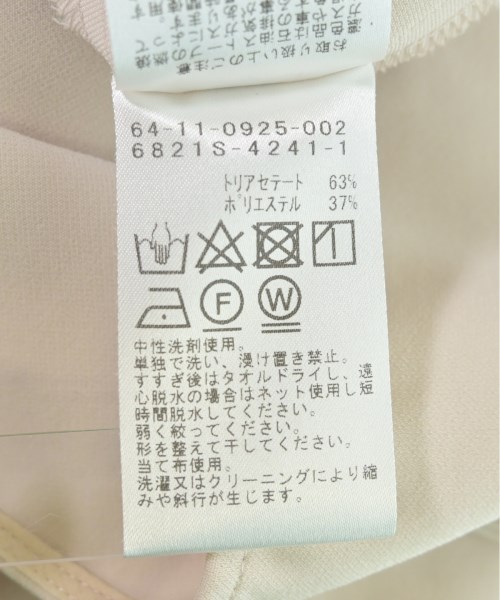 64-11-0925-002
6821S-4241-1
トリアセテート 63%
ポリエステル 37%
F W
中性洗剤使用。
単独で洗い、漬け置き禁止。
すすぎ後はタオルドライし、遠
心脱水の場合はネット使用し短
時間脱水してください。
弱く絞ってください。
形を整えて干してください。
当て布使用。
洗濯又はクリーニングにより縮
みや斜行が生じます。